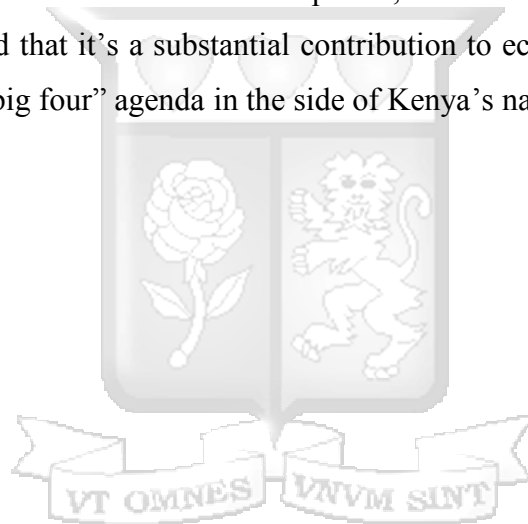 d that it’s a substantial contribution to ec
big four” agenda in the side of Kenya’s na
VT OMNES VNVM SINT